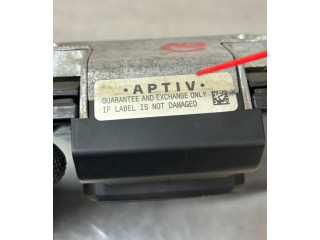 • APTIV •
GUARANTEE AND EXCHANGE ONLY
IF LABEL IS NOT DAMAGED